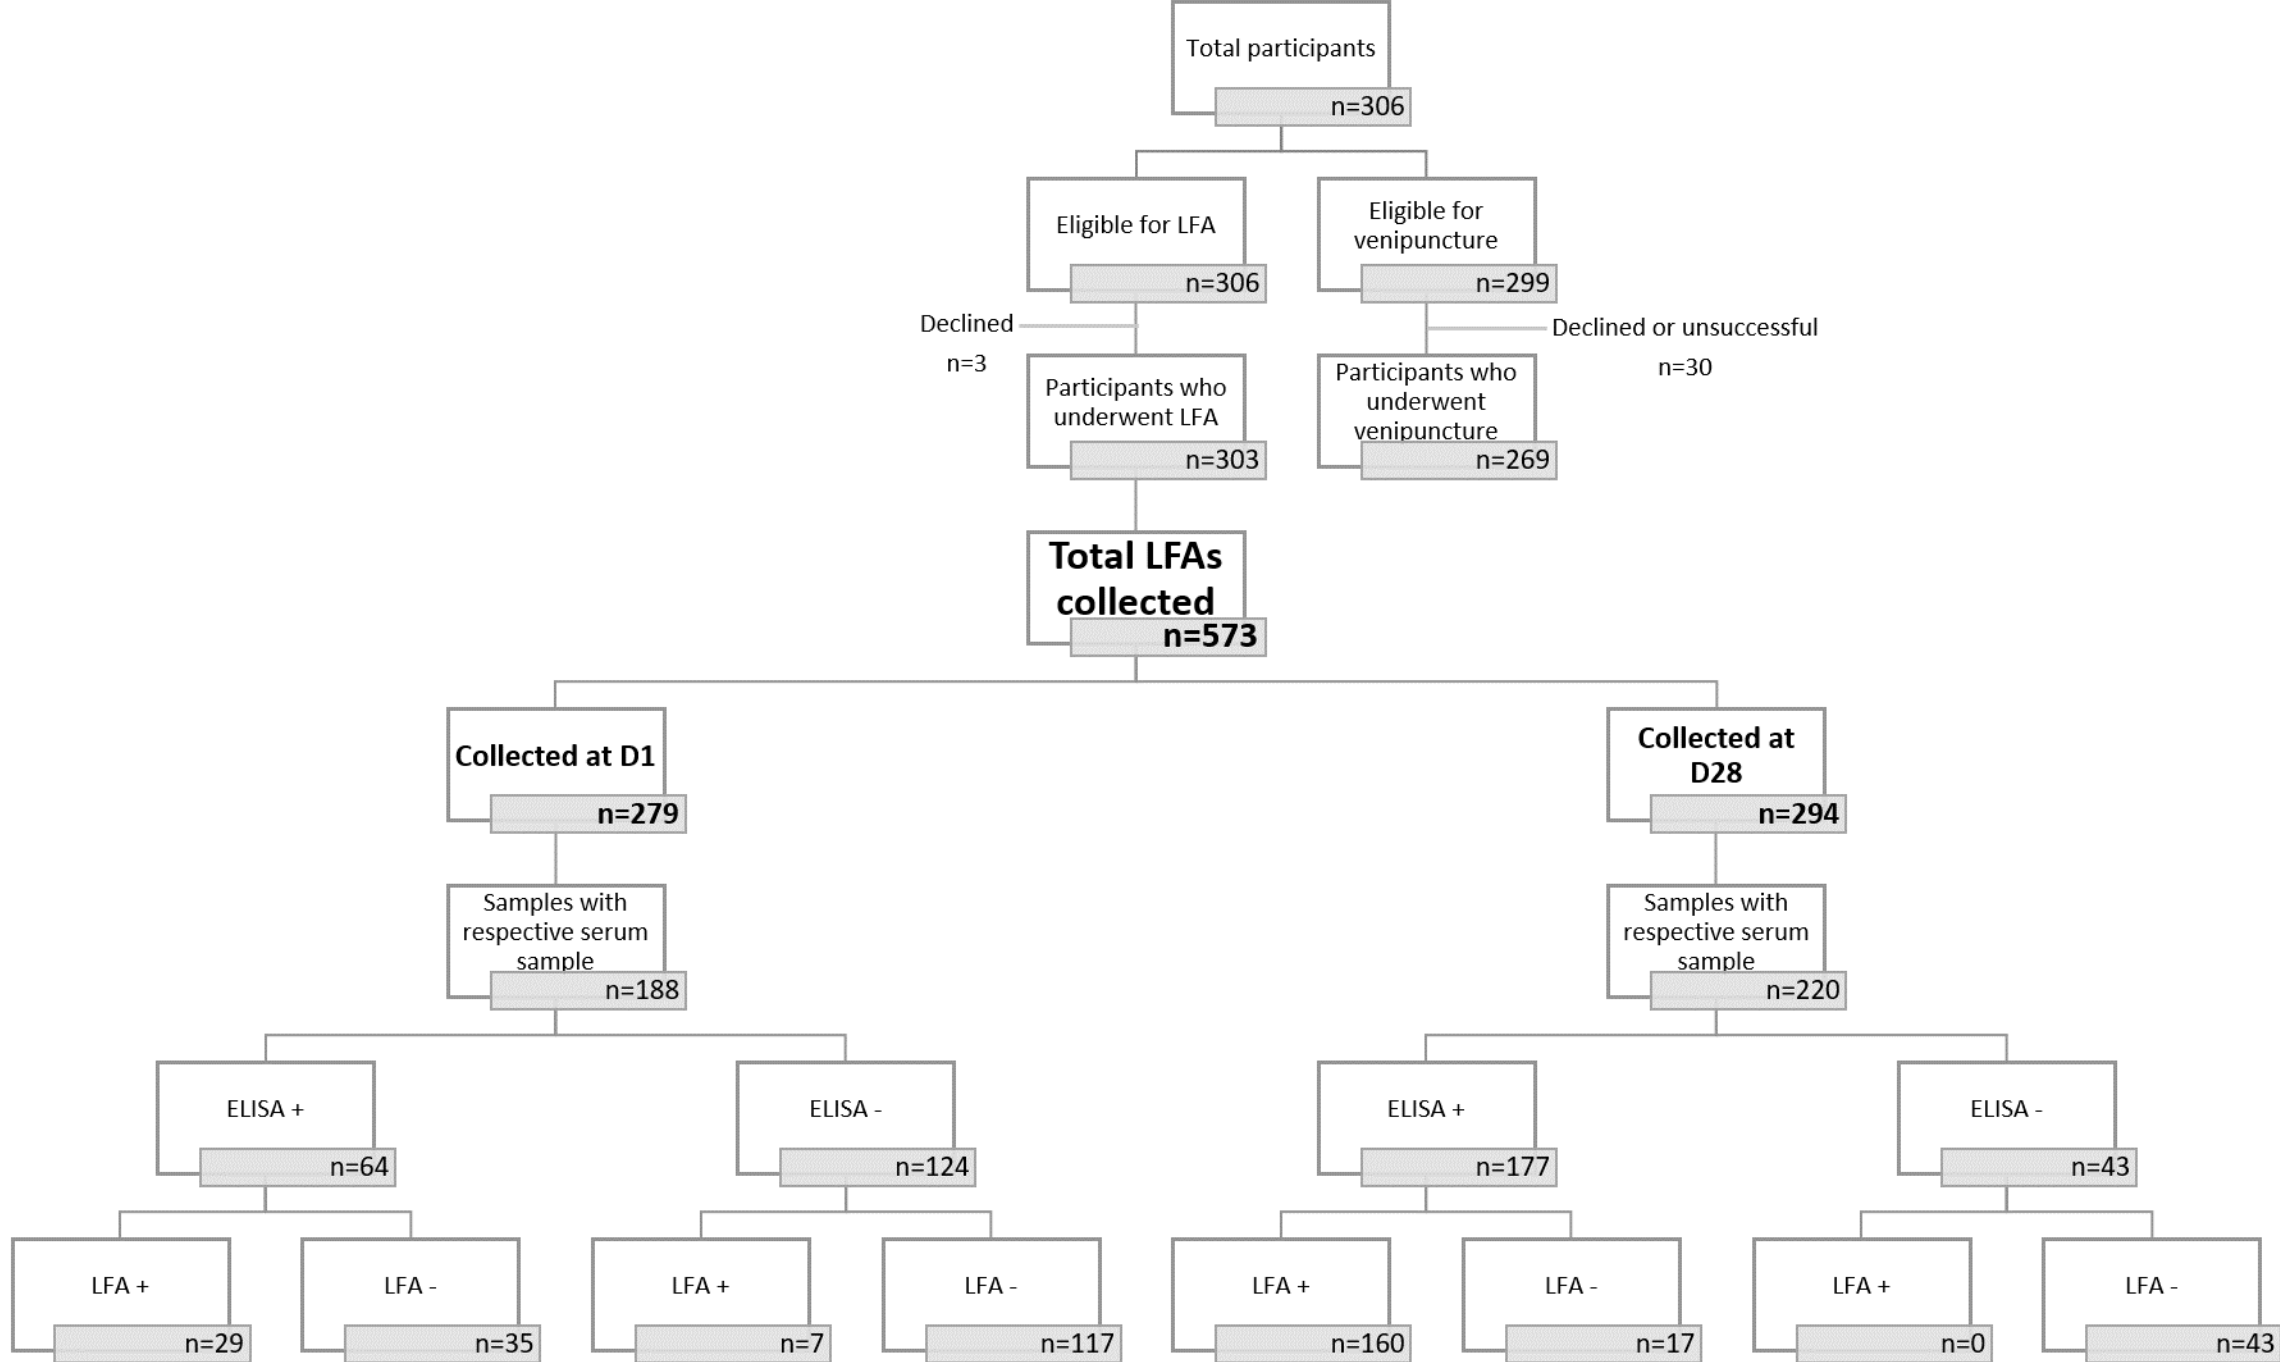 Total participants
n=306
Eligible for LFA
n=306
Eligible for
venipuncture
n=299
Declined
n=3
Declined or unsuccessful
n=30
Participants who
underwent LFA
n=303
Participants who
underwent
venipuncture
n=269
Total LFAs
collected
n=573
Collected at D1
n=279
Collected at
D28
n=294
Samples with
respective serum
sample
n=188
Samples with
respective serum
sample
n=220
ELISA +
n=64
ELISA -
n=124
ELISA +
n=177
ELISA -
n=43
LFA +
n=29
LFA -
n=35
LFA +
n=7
LFA -
n=117
LFA +
n=160
LFA -
n=17
LFA +
n=0
LFA -
n=43